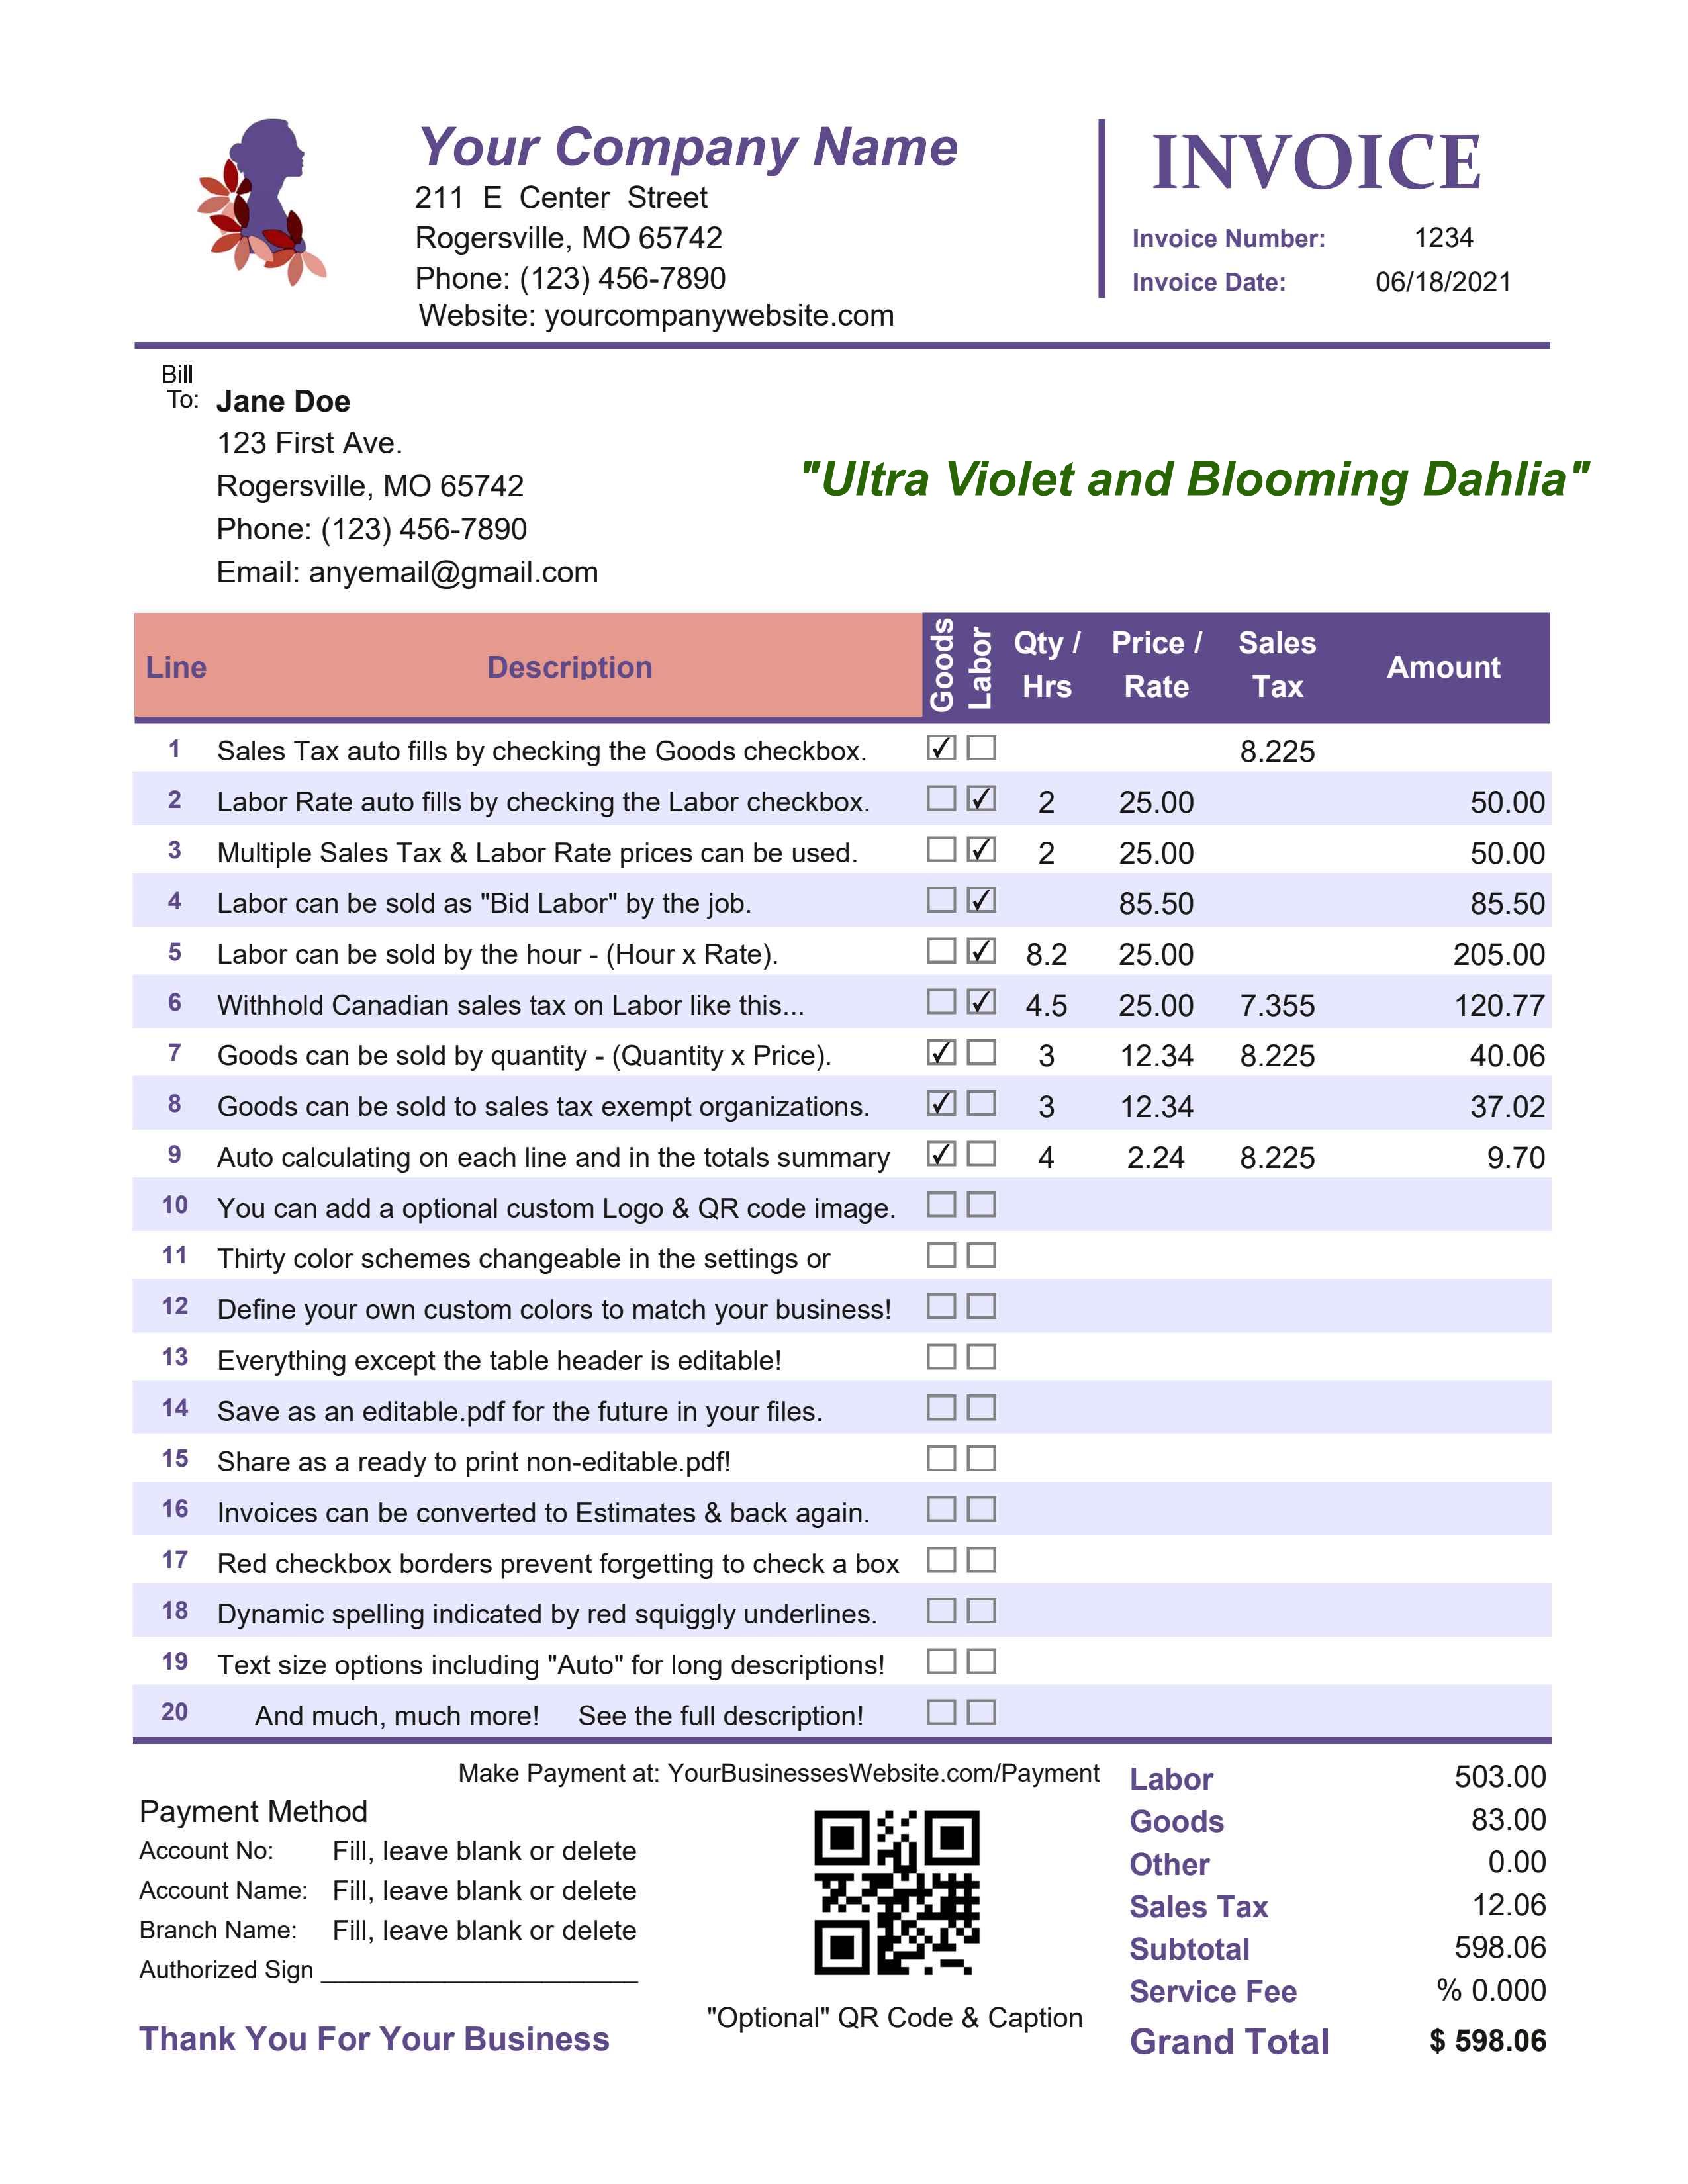 Your Company Name
211 E Center Street
Rogersville, MO 65742
Phone: (123) 456-7890
Website: yourcompanywebsite.com
INVOICE
Invoice Number: 1234
Invoice Date: 06/18/2021
Bill
To: Jane Doe
123 First Ave.
Rogersville, MO 65742
Phone: (123) 456-7890
Email: anyemail@gmail.com
"Ultra Violet and Blooming Dahlia"
Line Description Goods Labor Qty / Hrs Price / Rate Sales Tax Amount
1 Sales Tax auto fills by checking the Goods checkbox. ✓ 8.225
2 Labor Rate auto fills by checking the Labor checkbox. ✓ 2 25.00 50.00
3 Multiple Sales Tax & Labor Rate prices can be used. ✓ 2 25.00 50.00
4 Labor can be sold as "Bid Labor" by the job. ✓ 85.50 85.50
5 Labor can be sold by the hour - (Hour x Rate). ✓ 8.2 25.00 205.00
6 Withhold Canadian sales tax on Labor like this... ✓ 4.5 25.00 7.355 120.77
7 Goods can be sold by quantity - (Quantity x Price). ✓ 3 12.34 8.225 40.06
8 Goods can be sold to sales tax exempt organizations. ✓ 3 12.34 37.02
9 Auto calculating on each line and in the totals summary ✓ 4 2.24 8.225 9.70
10 You can add a optional custom Logo & QR code image.
11 Thirty color schemes changeable in the settings or
12 Define your own custom colors to match your business!
13 Everything except the table header is editable!
14 Save as an editable.pdf for the future in your files.
15 Share as a ready to print non-editable.pdf!
16 Invoices can be converted to Estimates & back again.
17 Red checkbox borders prevent forgetting to check a box
18 Dynamic spelling indicated by red squiggly underlines.
19 Text size options including "Auto" for long descriptions!
20 And much, much more! See the full description!
Make Payment at: YourBusinessesWebsite.com/Payment
Payment Method
Account No: Fill, leave blank or delete
Account Name: Fill, leave blank or delete
Branch Name: Fill, leave blank or delete
Authorized Sign
Thank You For Your Business
"Optional" QR Code & Caption
Labor 503.00
Goods 83.00
Other 0.00
Sales Tax 12.06
Subtotal 598.06
Service Fee % 0.000
Grand Total $ 598.06